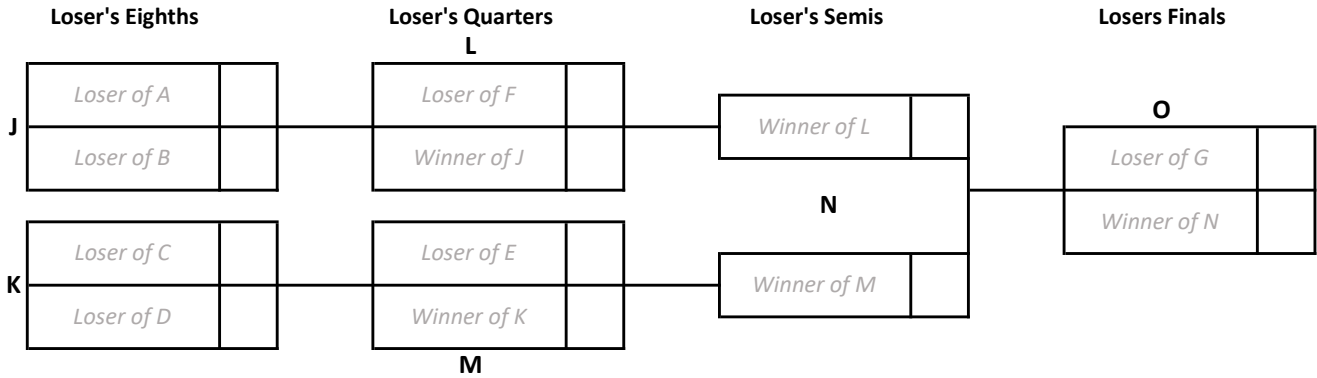 Loser's Eighths Loser's Quarters Loser's Semis Losers Finals
L
Loser of A Loser of F
O
J Winner of L
Loser of B Winner of J Loser of G
N
Winner of N
Loser of C Loser of E
K Winner of M
Loser of D Winner of K
M